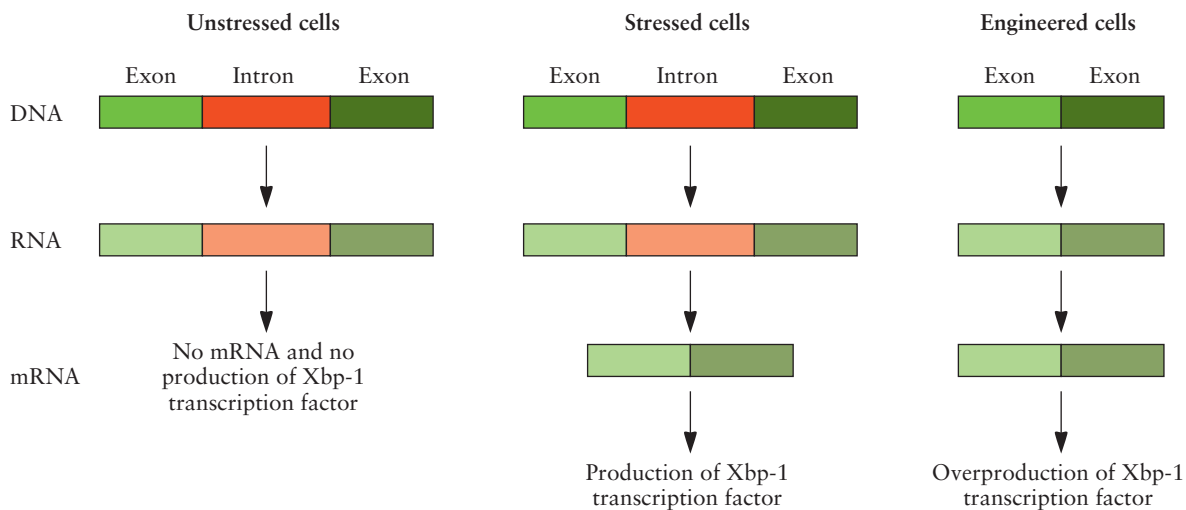 Unstressed cells
Stressed cells
Engineered cells
Exon Intron Exon
Exon Intron Exon
Exon Exon
DNA
RNA
mRNA
No mRNA and no
production of Xbp-1
transcription factor
Production of Xbp-1
transcription factor
Overproduction of Xbp-1
transcription factor